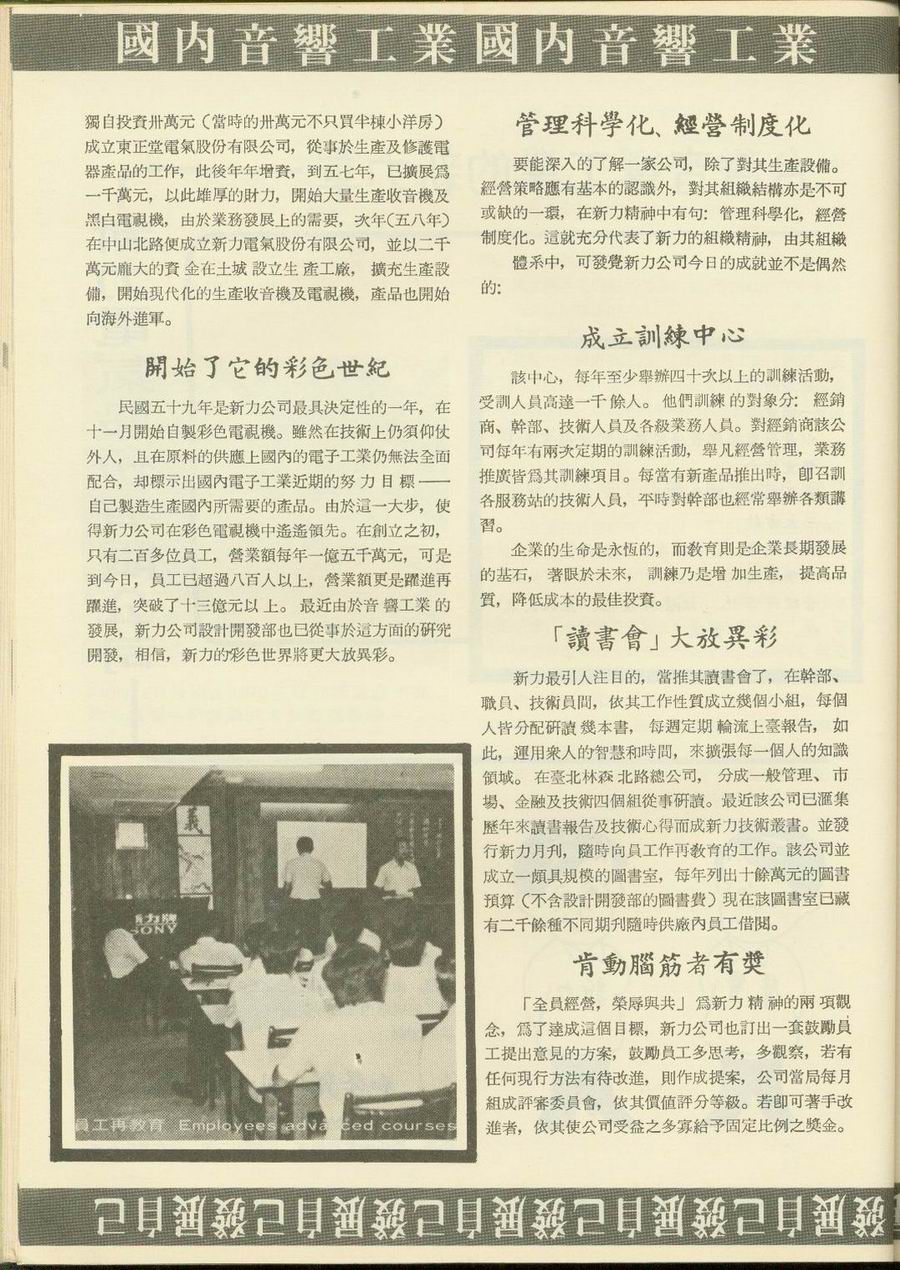 國內音響工業國內音響工業
獨自投資卅萬元（當時的卅萬元不只買半棟小洋房）
成立東正堂電氣股份有限公司，從事於生產及修護電
器產品的工作，此後年年增資，到五七年，已擴展爲
一千萬元，以此雄厚的財力，開始大量生產收音機及
黑白電視機，由於業務發展上的需要，次年(五八年)
在中山北路便成立新力電氣股份有限公司，並以二千
萬元龐大的資金在土城設立生產工廠，擴充生產設
備，開始現代化的生產收音機及電視機，產品也開始
向海外進軍。
開始了它的彩色世紀
民國五十九年是新力公司最具決定性的一年，在
十一月開始自製彩色電視機。雖然在技術上仍須仰仗
外人，且在原料的供應上國內的電子工業仍無法全面
配合，却標示出國內電子工業近期的努力目標——
自己製造生產國內所需要的產品。由於這一大步，使
得新力公司在彩色電視機中遙遙領先。在創立之初，
只有二百多位員工，營業額每年一億五千萬元，可是
到今日，員工已超過八百人以上，營業額更是躍進再
躍進，突破了十三億元以上。最近由於音響工業的
發展，新力公司設計開發部也已從事於這方面的研究
開發，相信，新力的彩色世界將更大放異彩。
義
新力牌
SONY
員工再教育 Employees advanced courses
管理科學化、經營制度化
要能深入的了解一家公司，除了對其生產設備。
經營策略應有基本的認識外，對其組織結構亦是不可
或缺的一環，在新力精神中有句：管理科學化，經營
制度化。這就充分代表了新力的組織精神，由其組織
體系中，可發覺新力公司今日的成就並不是偶然
的：
成立訓練中心
該中心，每年至少舉辦四十次以上的訓練活動，
受訓人員高達一千餘人。他們訓練的對象分：經銷
商、幹部、技術人員及各級業務人員。對經銷商該公
司每年有兩次定期的訓練活動，舉凡經營管理，業務
推廣皆爲其訓練項目。每當有新產品推出時，卽召訓
各服務站的技術人員，平時對幹部也經常舉辦各類講
習。
企業的生命是永恆的，而教育則是企業長期發展
的基石，著眼於未來，訓練乃是增加生產，提高品
質，降低成本的最佳投資。
「讀書會」大放異彩
新力最引人注目的，當推其讀書會了，在幹部、
職員、技術員間，依其工作性質成立幾個小組，每個
人皆分配研讀幾本書，每週定期輪流上臺報告，如
此，運用衆人的智慧和時間，來擴張每一個人的知識
領域。在臺北林森北路總公司，分成一般管理、市
場、金融及技術四個組從事研讀。最近該公司已滙集
歷年來讀書報告及技術心得而成新力技術叢書。並發
行新力月刊，隨時向員工作再教育的工作。該公司並
成立一頗具規模的圖書室，每年列出十餘萬元的圖書
預算（不含設計開發部的圖書費）現在該圖書室已藏
有二千餘種不同期刊隨時供廠內員工借閱。
肯動腦筋者有獎
「全員經營，榮辱與共」爲新力精神的兩項觀
念，爲了達成這個目標，新力公司也訂出一套鼓勵員
工提出意見的方案，鼓勵員工多思考，多觀察，若有
任何現行方法有待改進，則作成提案，公司當局每月
組成評審委員會，依其價值評分等級。若卽可著手改
進者，依其使公司受益之多寡給予固定比例之獎金。
己自展發己自展發己自展發己自展發己自展發